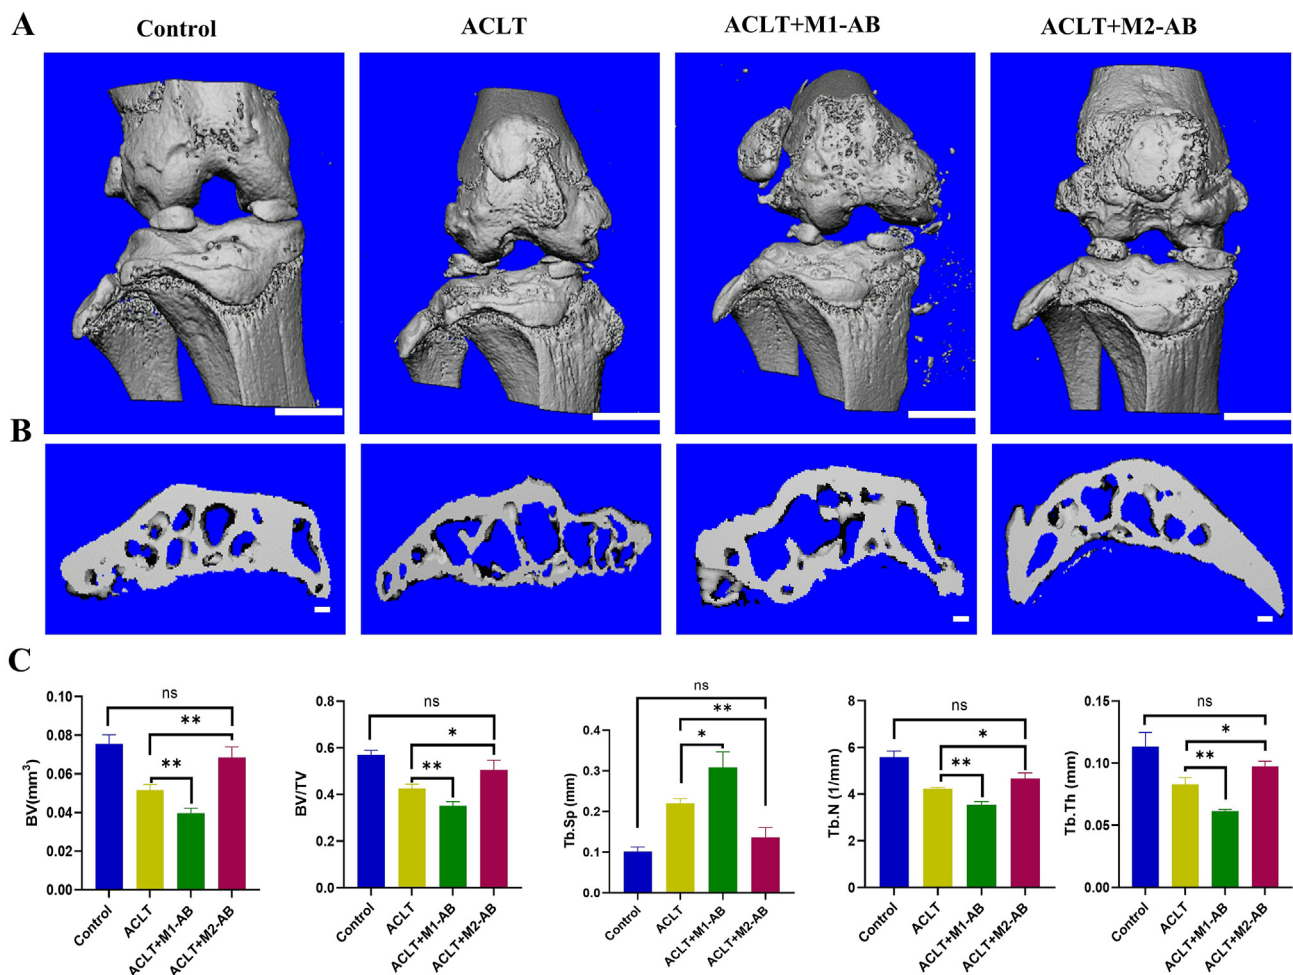 A
Control
ACLT
ACLT+M1-AB
ACLT+M2-AB
B
C
BV(mm³)
0.10
0.08
0.06
0.04
0.02
0.00
ns
**
**
Control
ACLT
ACLT+M1-AB
ACLT+M2-AB
BV/TV
0.8
0.6
0.4
0.2
0.0
ns
*
**
Control
ACLT
ACLT+M1-AB
ACLT+M2-AB
Tb.Sp (mm)
0.4
0.3
0.2
0.1
0.0
ns
**
*
Control
ACLT
ACLT+M1-AB
ACLT+M2-AB
Tb.N (1/mm)
8
6
4
2
0
ns
*
**
Control
ACLT
ACLT+M1-AB
ACLT+M2-AB
Tb.Th (mm)
0.15
0.10
0.05
0.00
ns
*
**
Control
ACLT
ACLT+M1-AB
ACLT+M2-AB